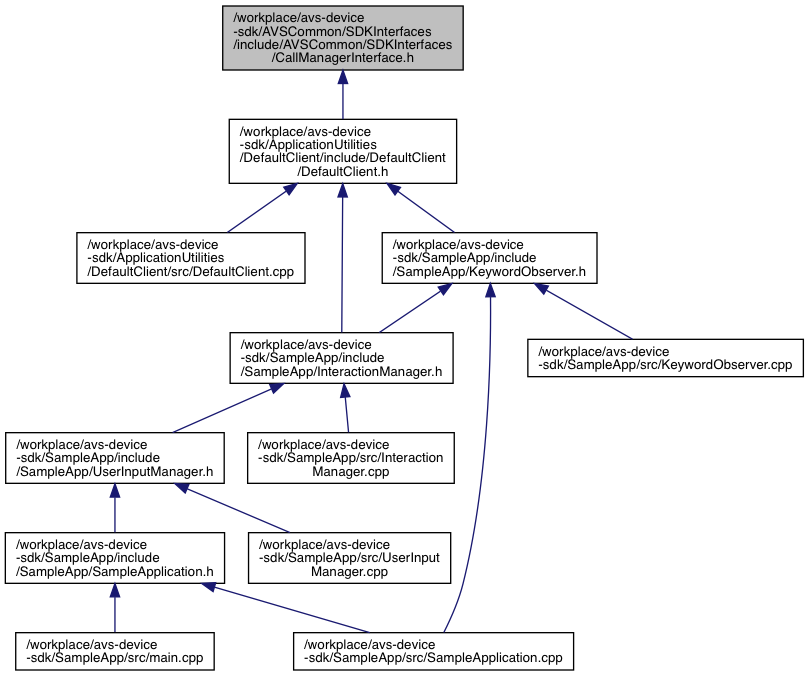 /workplace/avs-device
-sdk/AVSCommon/SDKInterfaces
/include/AVSCommon/SDKInterfaces
/CallManagerInterface.h
/workplace/avs-device
-sdk/ApplicationUtilities
/DefaultClient/include/DefaultClient
/DefaultClient.h
/workplace/avs-device
-sdk/ApplicationUtilities
/DefaultClient/src/DefaultClient.cpp
/workplace/avs-device
-sdk/SampleApp/include
/SampleApp/KeywordObserver.h
/workplace/avs-device
-sdk/SampleApp/include
/SampleApp/InteractionManager.h
/workplace/avs-device
-sdk/SampleApp/src/KeywordObserver.cpp
/workplace/avs-device
-sdk/SampleApp/include
/SampleApp/UserInputManager.h
/workplace/avs-device
-sdk/SampleApp/src/Interaction
Manager.cpp
/workplace/avs-device
-sdk/SampleApp/include
/SampleApp/SampleApplication.h
/workplace/avs-device
-sdk/SampleApp/src/UserInput
Manager.cpp
/workplace/avs-device
-sdk/SampleApp/src/main.cpp
/workplace/avs-device
-sdk/SampleApp/src/SampleApplication.cpp